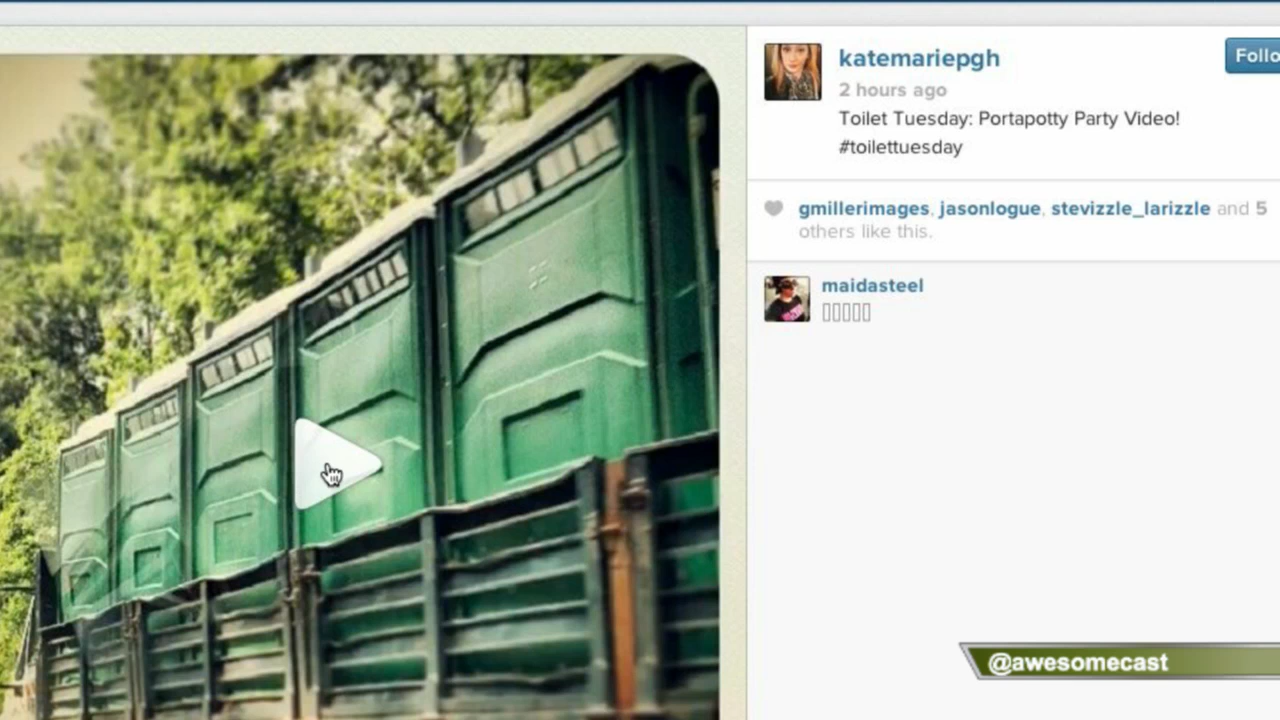 katemariepgh
Follo
2 hours ago
Toilet Tuesday: Portapotty Party Video!
#toilettuesday
gmillerimages, jasonlogue, stevizzle_larizzle and 5
others like this.
maidasteel
@awesomecast